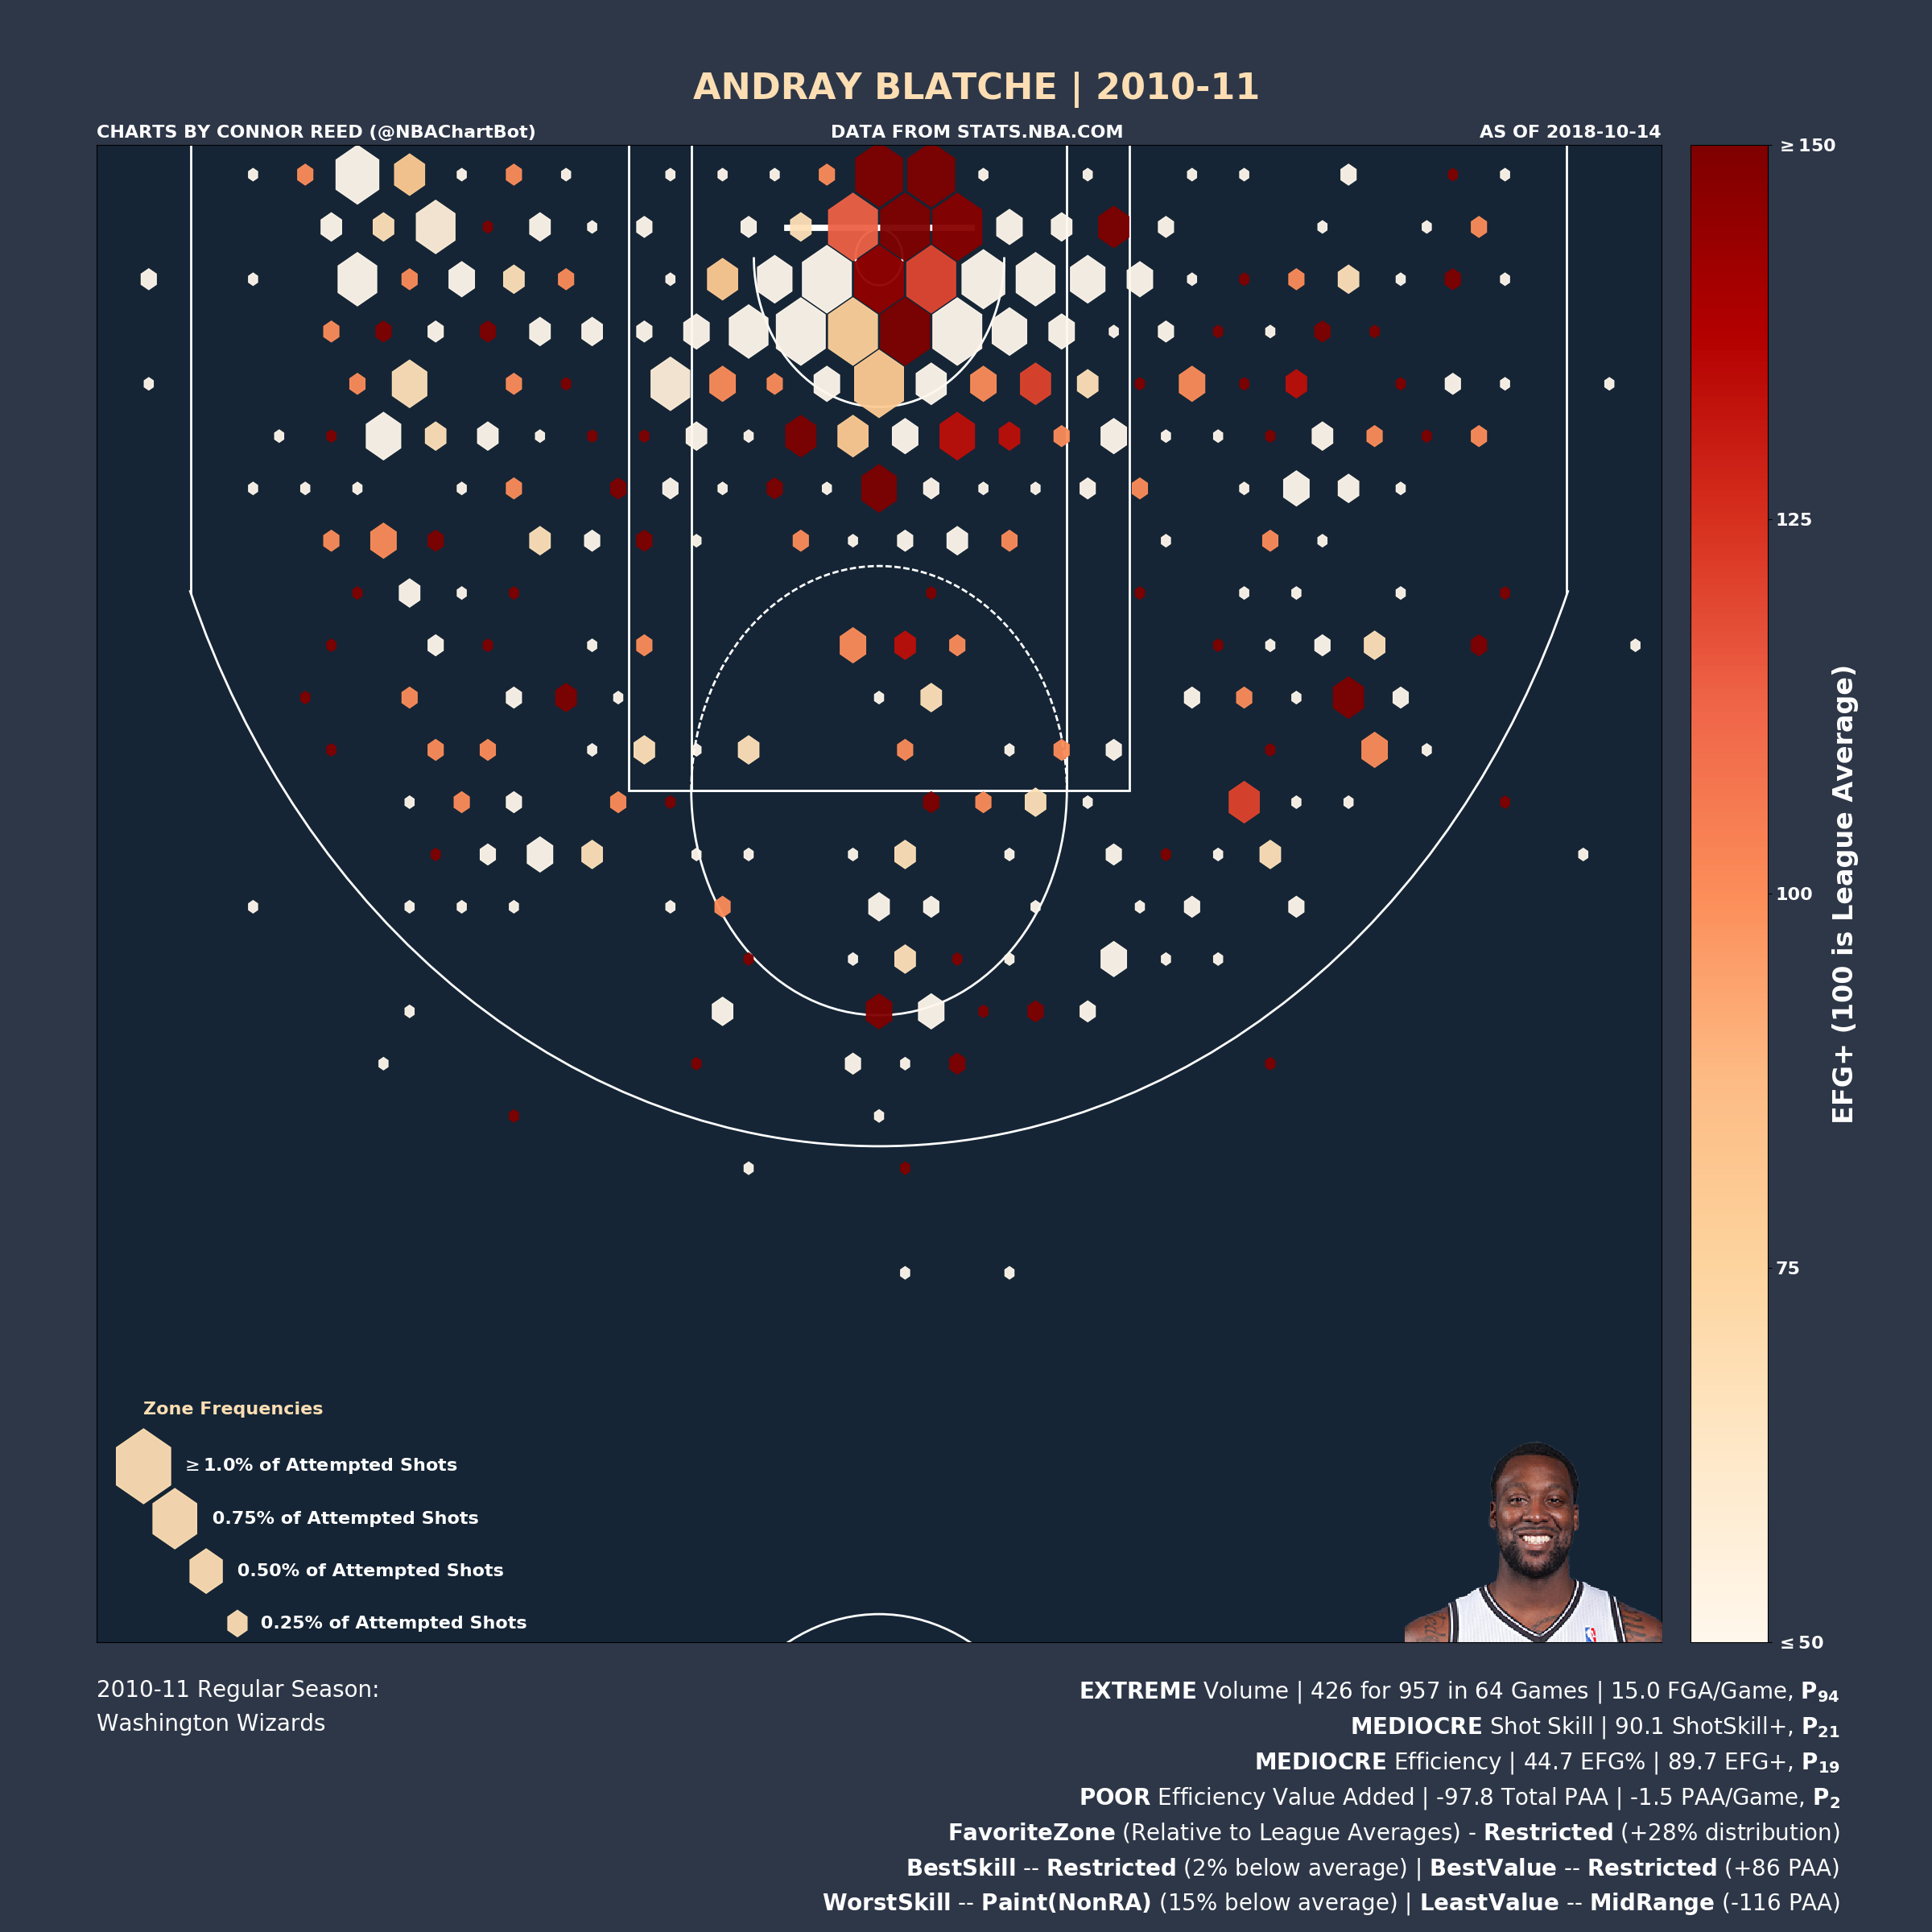 ANDRAY BLATCHE | 2010-11
CHARTS BY CONNOR REED (@NBAChartBot)
DATA FROM STATS.NBA.COM
AS OF 2018-10-14
≥150
125
100
75
≤50
EFG+ (100 is League Average)
Zone Frequencies
≥1.0% of Attempted Shots
0.75% of Attempted Shots
0.50% of Attempted Shots
0.25% of Attempted Shots
2010-11 Regular Season:
Washington Wizards
EXTREME Volume | 426 for 957 in 64 Games | 15.0 FGA/Game, P94
MEDIOCRE Shot Skill | 90.1 ShotSkill+, P21
MEDIOCRE Efficiency | 44.7 EFG% | 89.7 EFG+, P19
POOR Efficiency Value Added | -97.8 Total PAA | -1.5 PAA/Game, P2
FavoriteZone (Relative to League Averages) - Restricted (+28% distribution)
BestSkill -- Restricted (2% below average) | BestValue -- Restricted (+86 PAA)
WorstSkill -- Paint(NonRA) (15% below average) | LeastValue -- MidRange (-116 PAA)